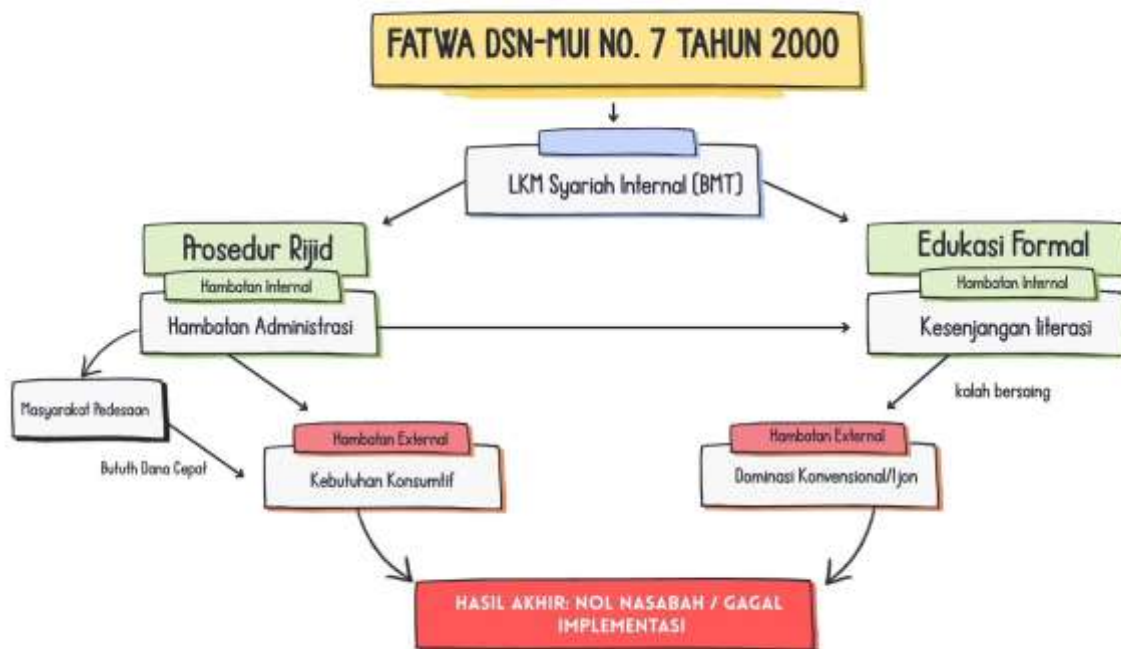 FATWA DSN-MUI NO. 7 TAHUN 2000
LKM Syariah Internal (BMT)
Prosedur Rijid
Hambatan Internal
Hambatan Administrasi
Edukasi Formal
Hambatan Internal
Kesenjangan literasi
Masyarakat Pedesaan
Bututh Dana Cepat
kalah bersaing
Hambatan External
Kebutuhan Konsumtif
Hambatan External
Dominasi Konvensional/Ijon
HASIL AKHIR: NOL NASABAH / GAGAL
IMPLEMENTASI